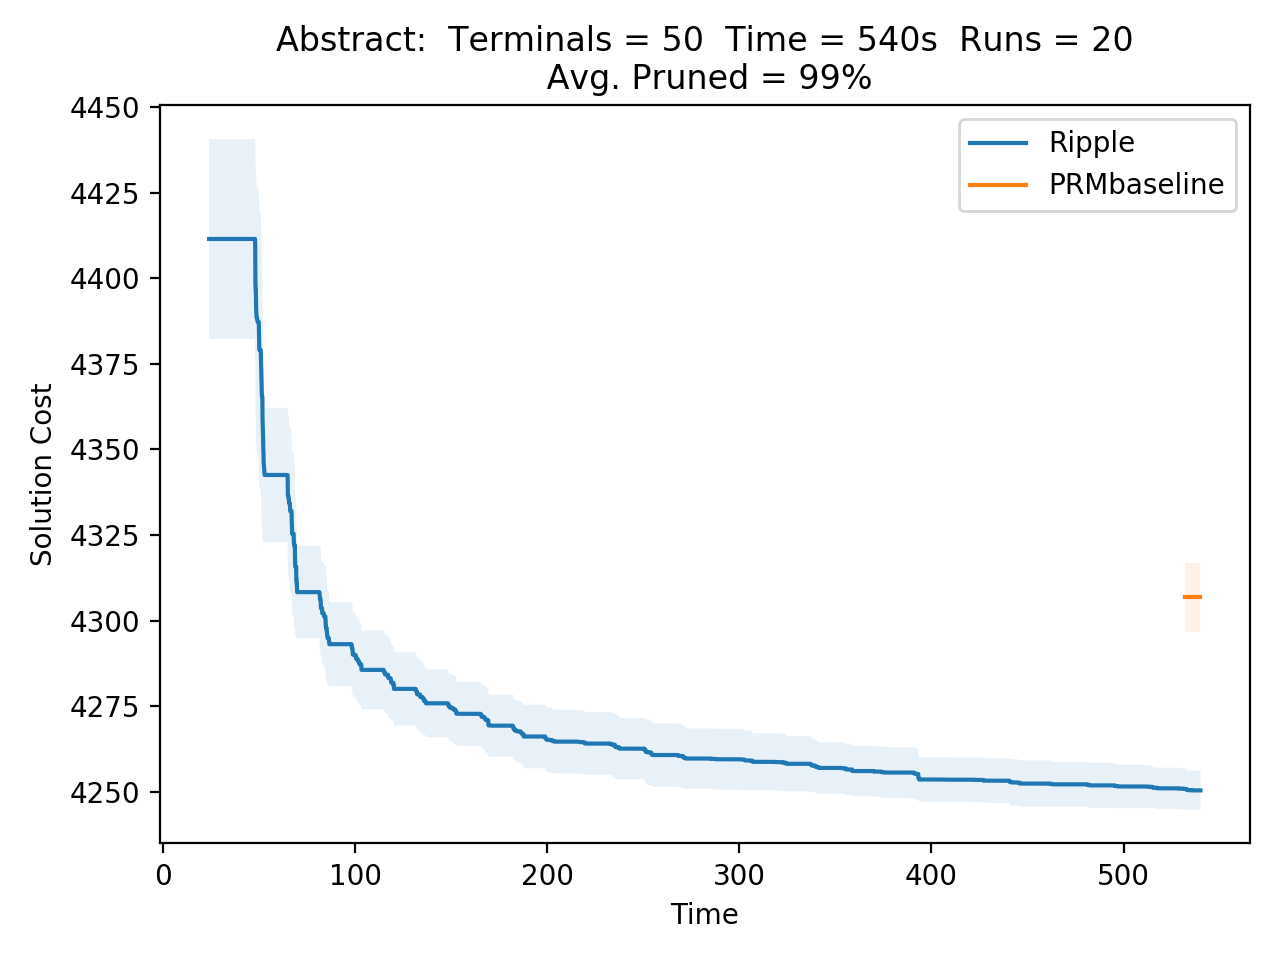 Abstract:  Terminals = 50  Time = 540s  Runs = 20
Avg. Pruned = 99%
4450
4425
4400
4375
4350
4325
4300
4275
4250
Solution Cost
Ripple
PRMbaseline
0 100 200 300 400 500
Time